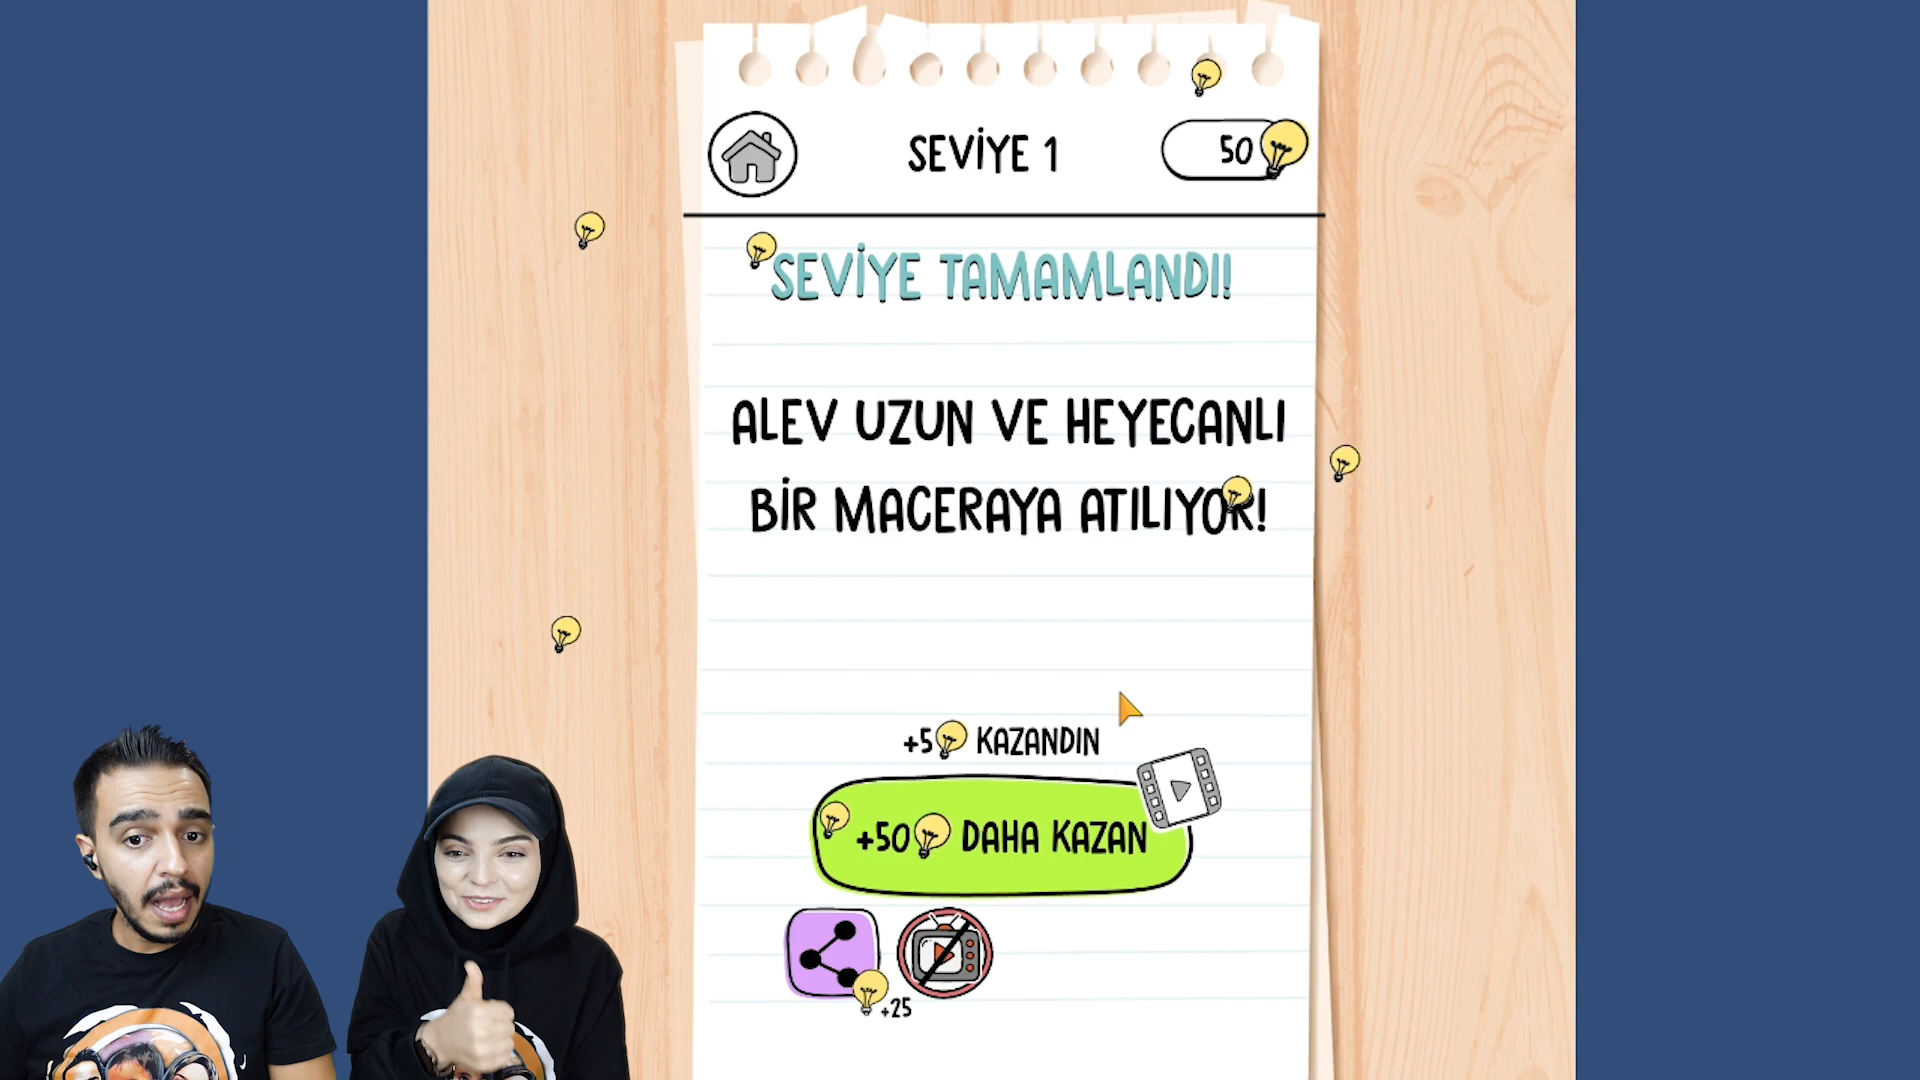 SEVİYE 1
50
SEVİYE TAMAMLANDI!
ALEV UZUN VE HEYECANLI
BİR MACERAYA ATILIYOR!
+5 KAZANDIN
+50 DAHA KAZAN
+25